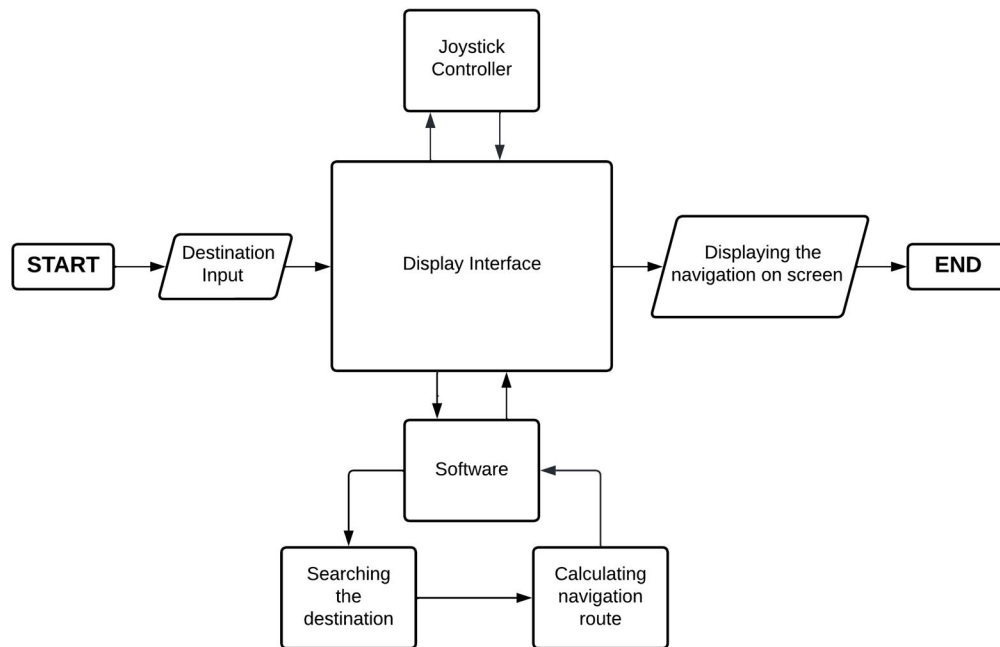 Joystick
Controller
START
Destination
Input
Display Interface
Displaying the
navigation on screen
END
Software
Searching
the
destination
Calculating
navigation
route